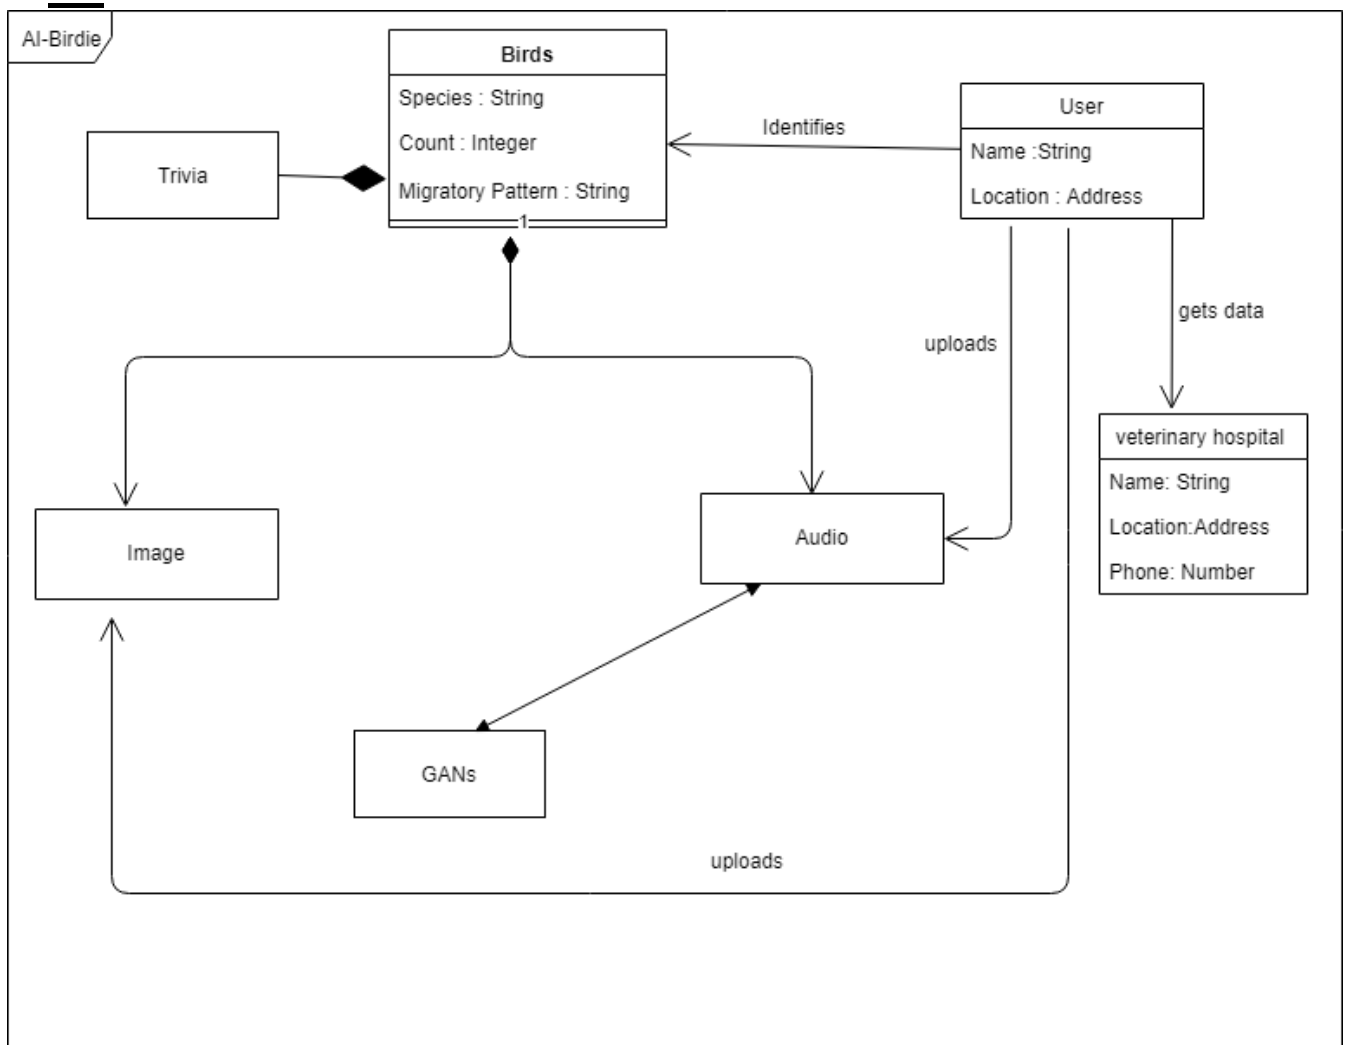 AI-Birdie
Birds
Species : String
Count : Integer
Migratory Pattern : String
1
Trivia
Identifies
User
Name :String
Location : Address
uploads
gets data
veterinary hospital
Name: String
Location:Address
Phone: Number
Image
Audio
GANs
uploads